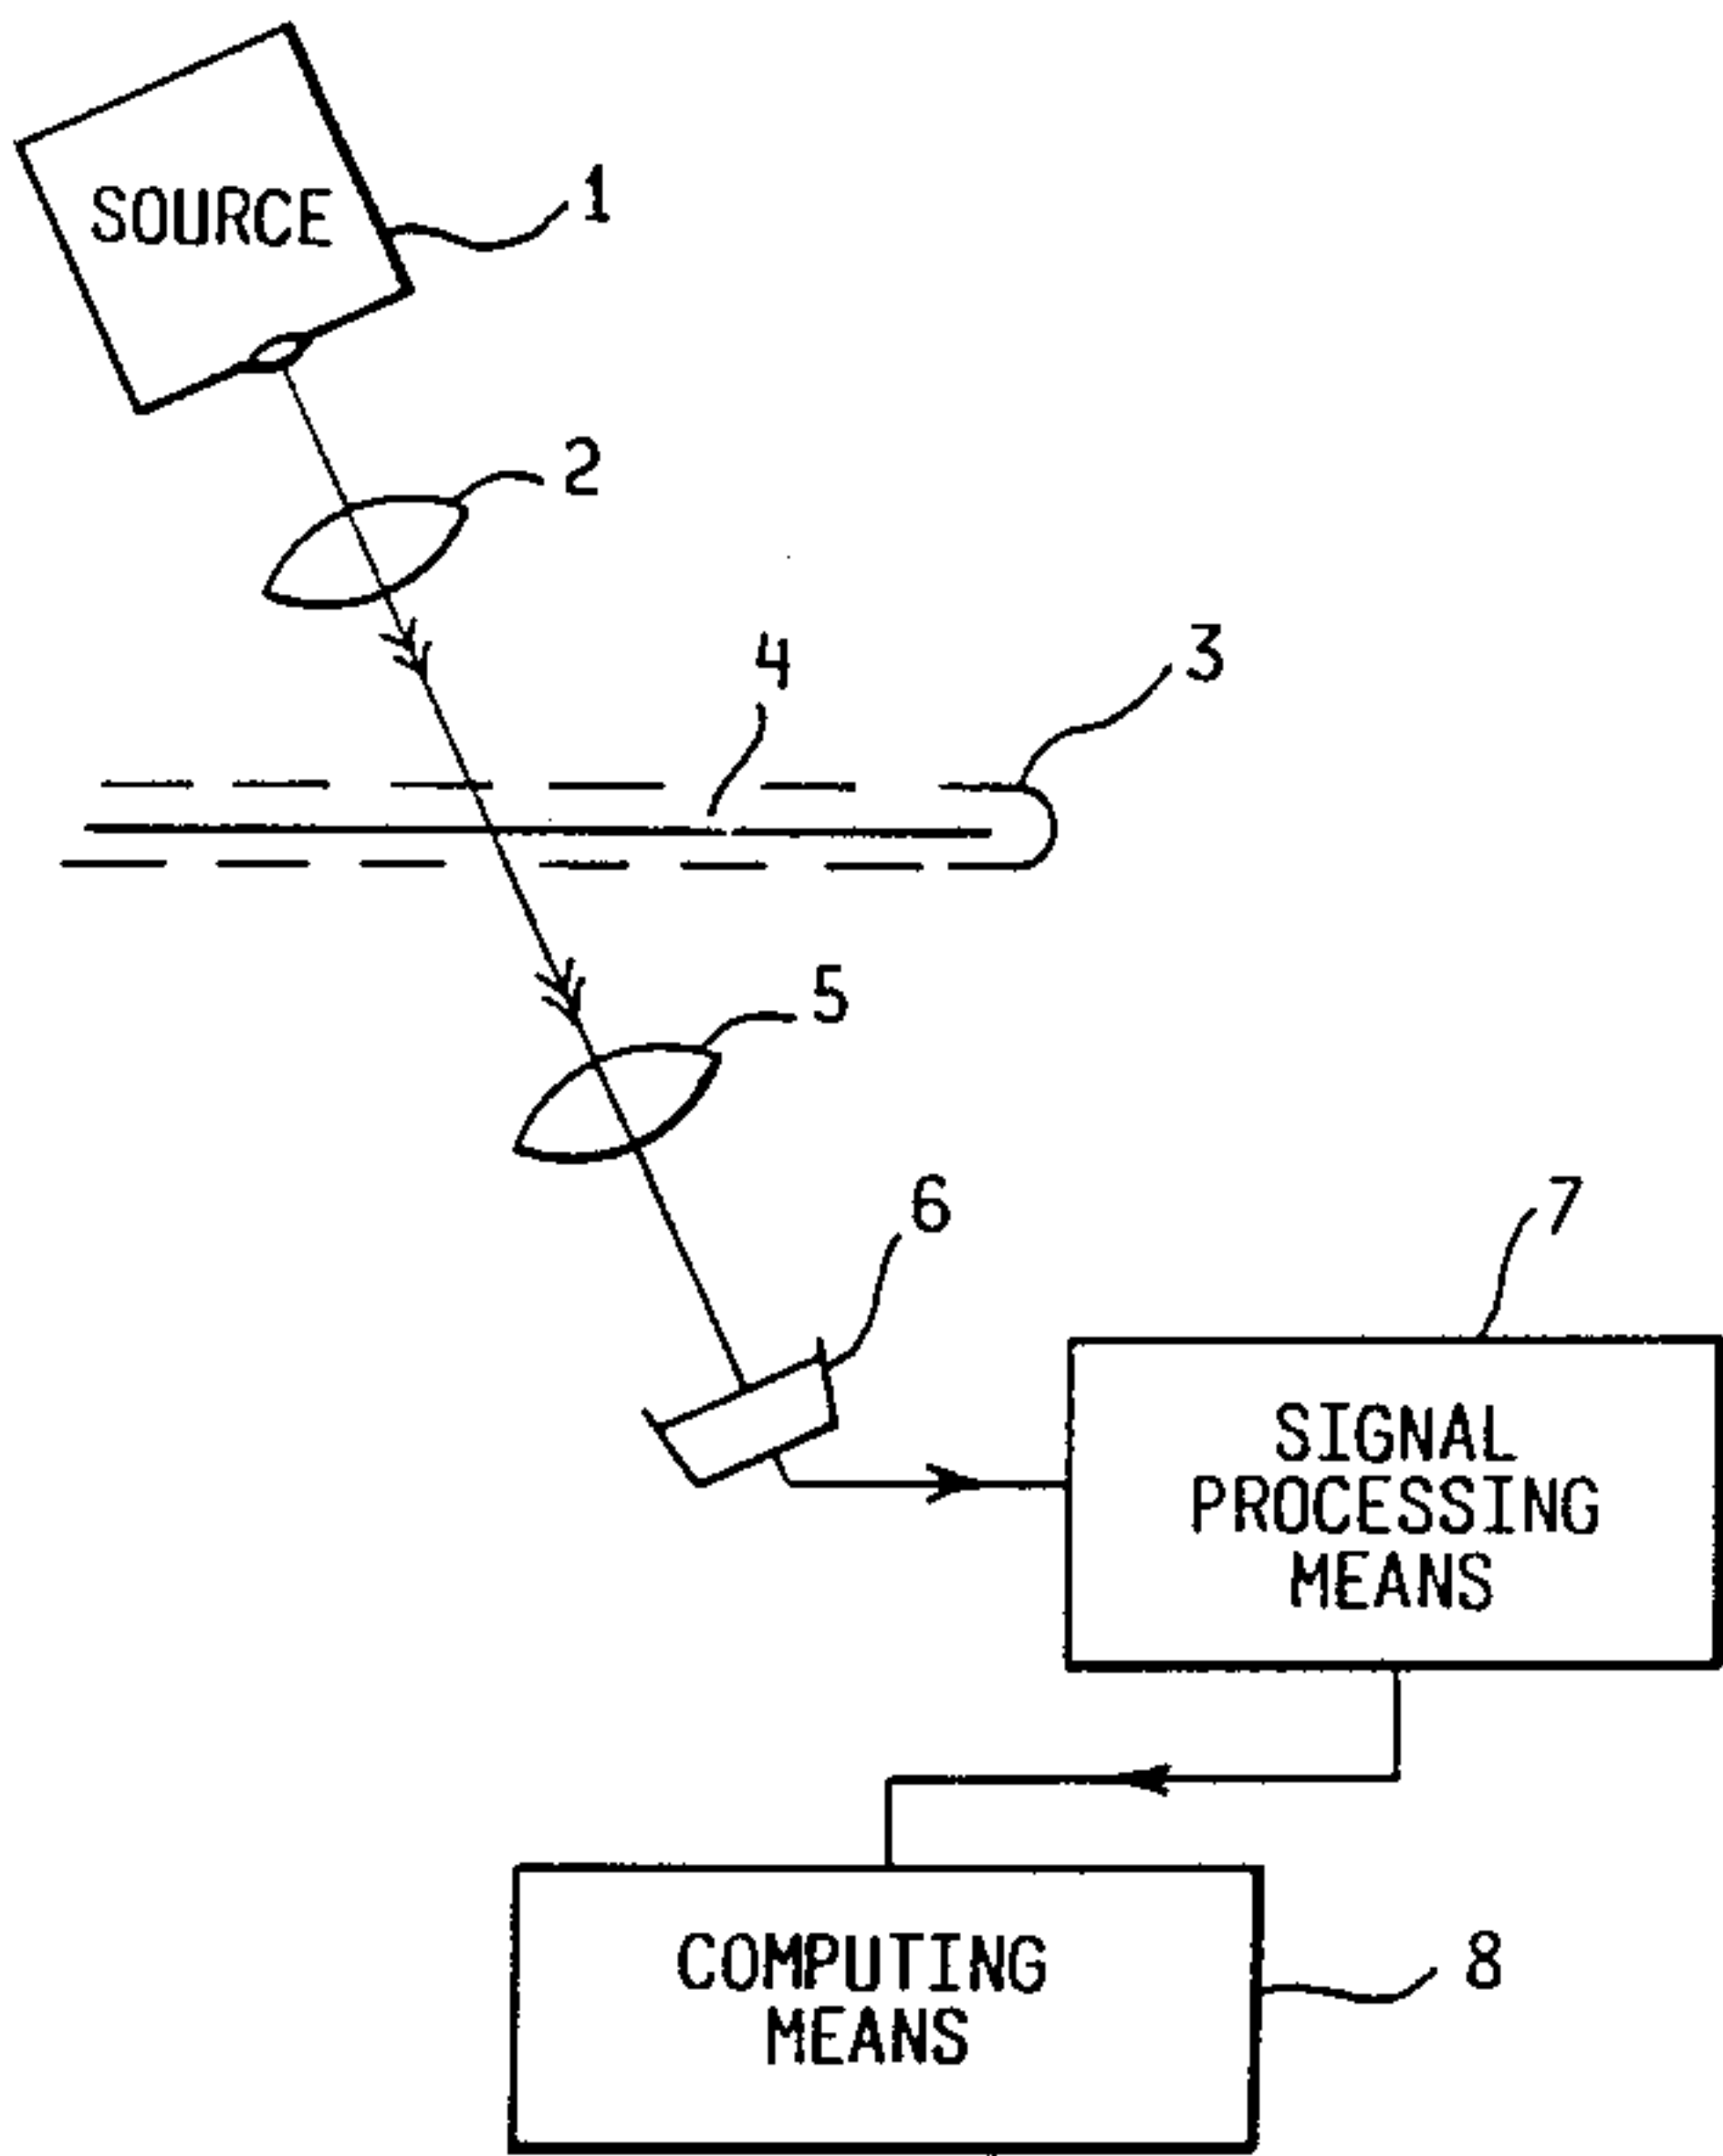 SOURCE
1
2
4
3
5
6
7
SIGNAL
PROCESSING
MEANS
COMPUTING
MEANS
8